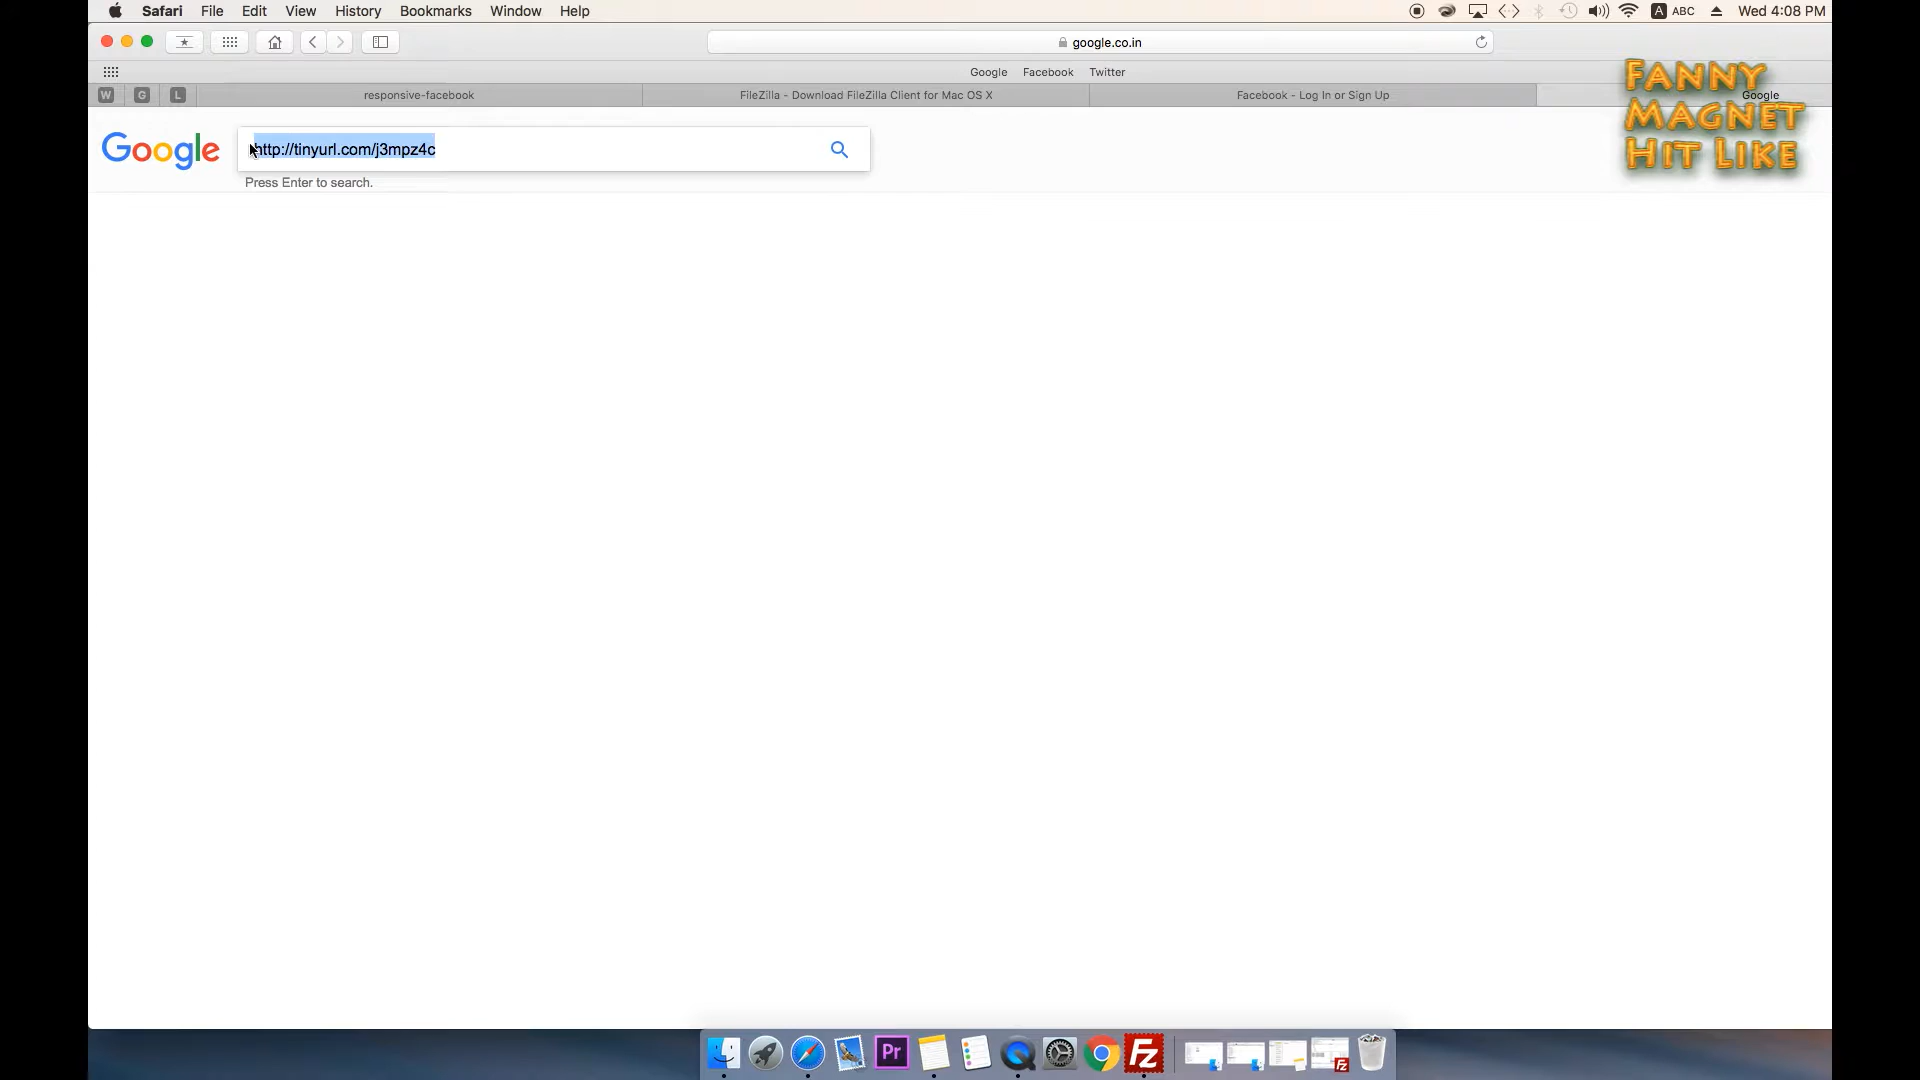 Safari File Edit View History Bookmarks Window Help A ABC Wed 4:08 PM
google.co.in
Google Facebook Twitter
W G L responsive-facebook FileZilla - Download FileZilla Client for Mac OS X Facebook - Log In or Sign Up Google
Fanny
Magnet
Hit Like
Google http://tinyurl.com/j3mpz4c
Press Enter to search.
Pr Fz